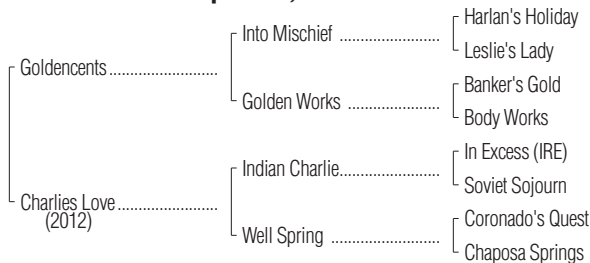 Harlan's Holiday
Into Mischief ....................
Leslie's Lady
Goldencents ......................
Banker's Gold
Golden Works ..................
Body Works
In Excess (IRE)
Indian Charlie....................
Soviet Sojourn
Charlies Love ....................
(2012)
Coronado's Quest
Well Spring ......................
Chaposa Springs